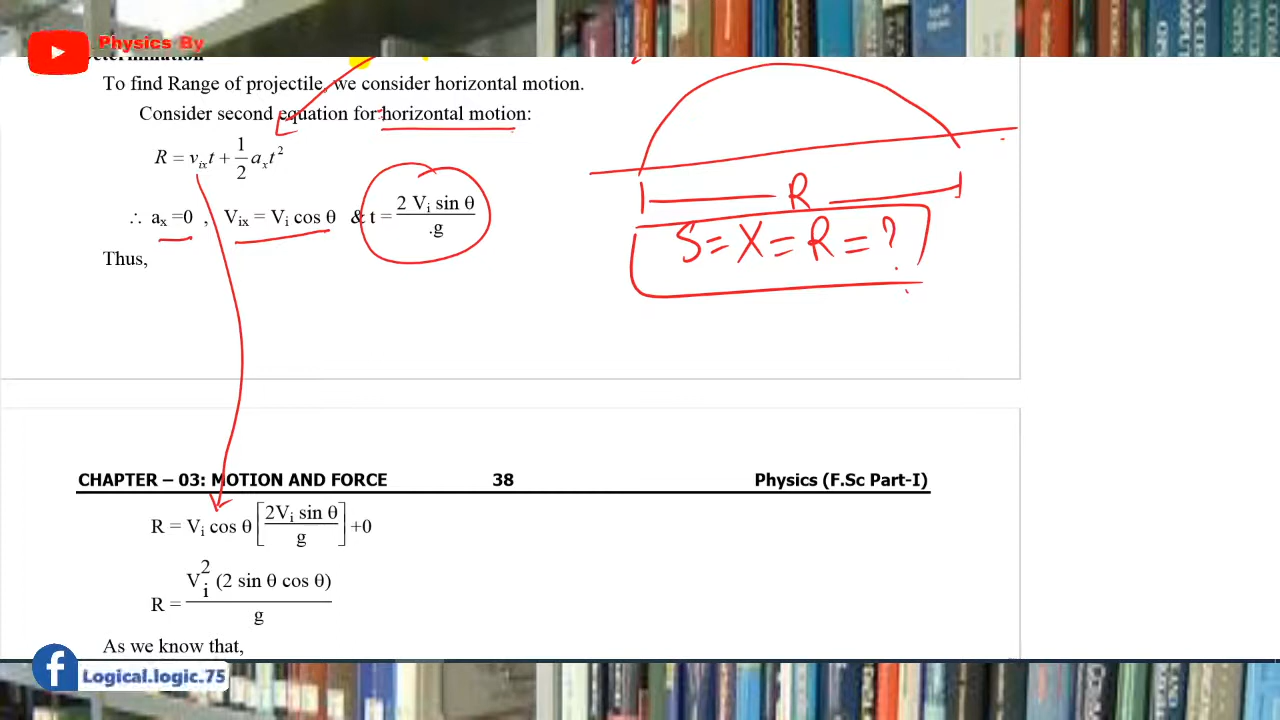 Physics By
Determination
To find Range of projectile, we consider horizontal motion.
Consider second equation for horizontal motion:
R = v_ix t + 1/2 a_x t²
∴ a_x =0 , V_ix = V_i cos θ & t = 2 V_i sin θ / .g
Thus,
R
S = X = R = ?
CHAPTER – 03: MOTION AND FORCE 38 Physics (F.Sc Part-I)
R = V_i cos θ [2V_i sin θ / g] +0
R = V_i² (2 sin θ cos θ) / g
As we know that,
Logical.logic.75